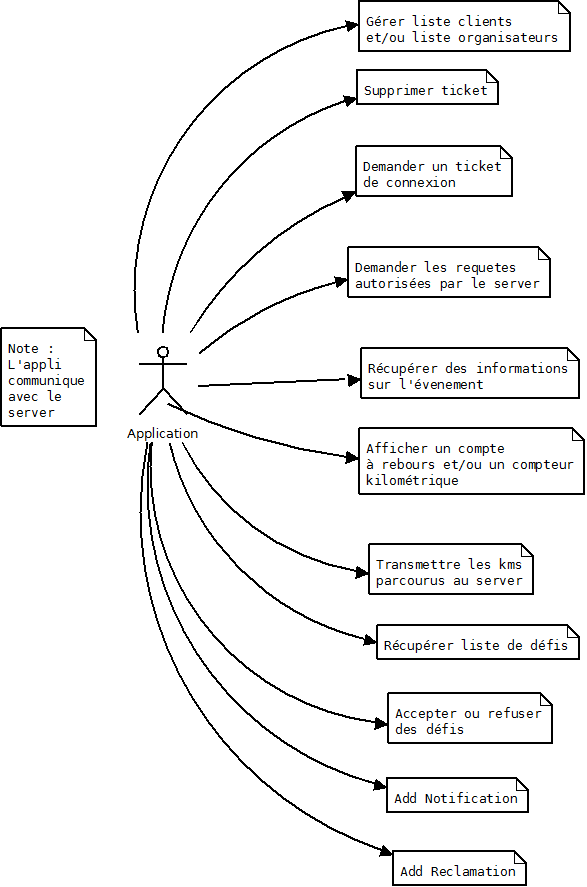 Gérer liste clients
et/ou liste organisateurs
Supprimer ticket
Demander un ticket
de connexion
Demander les requetes
autorisées par le server
Note :
L'appli
communique
avec le
server
Application
Récupérer des informations
sur l'évenement
Afficher un compte
à rebours et/ou un compteur
kilométrique
Transmettre les kms
parcourus au server
Récupérer liste de défis
Accepter ou refuser
des défis
Add Notification
Add Reclamation